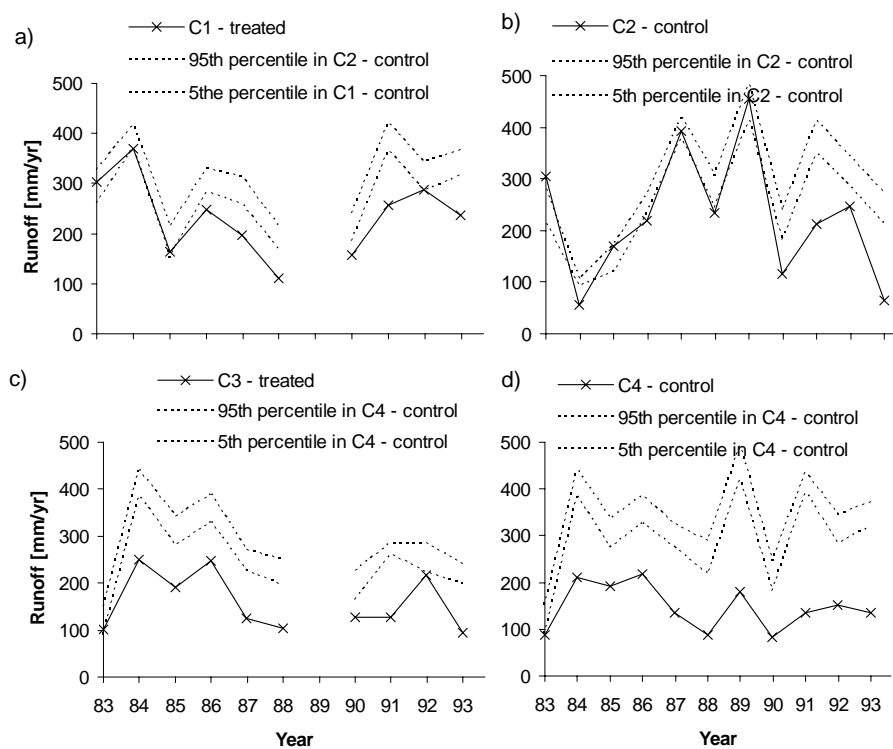 a)
C1 - treated
95th percentile in C2 - control
5the percentile in C1 - control
Runoff [mm/yr]
500
400
300
200
100
0
b)
C2 - control
95th percentile in C2 - control
5th percentile in C2 - control
500
400
300
200
100
0
c)
C3 - treated
95th percentile in C4 - control
5th percentile in C4 - control
Runoff [mm/yr]
500
400
300
200
100
0
83 84 85 86 87 88 89 90 91 92 93
Year
d)
C4 - control
95th percentile in C4 - control
5th percentile in C4 - control
500
400
300
200
100
0
83 84 85 86 87 88 89 90 91 92 93
Year